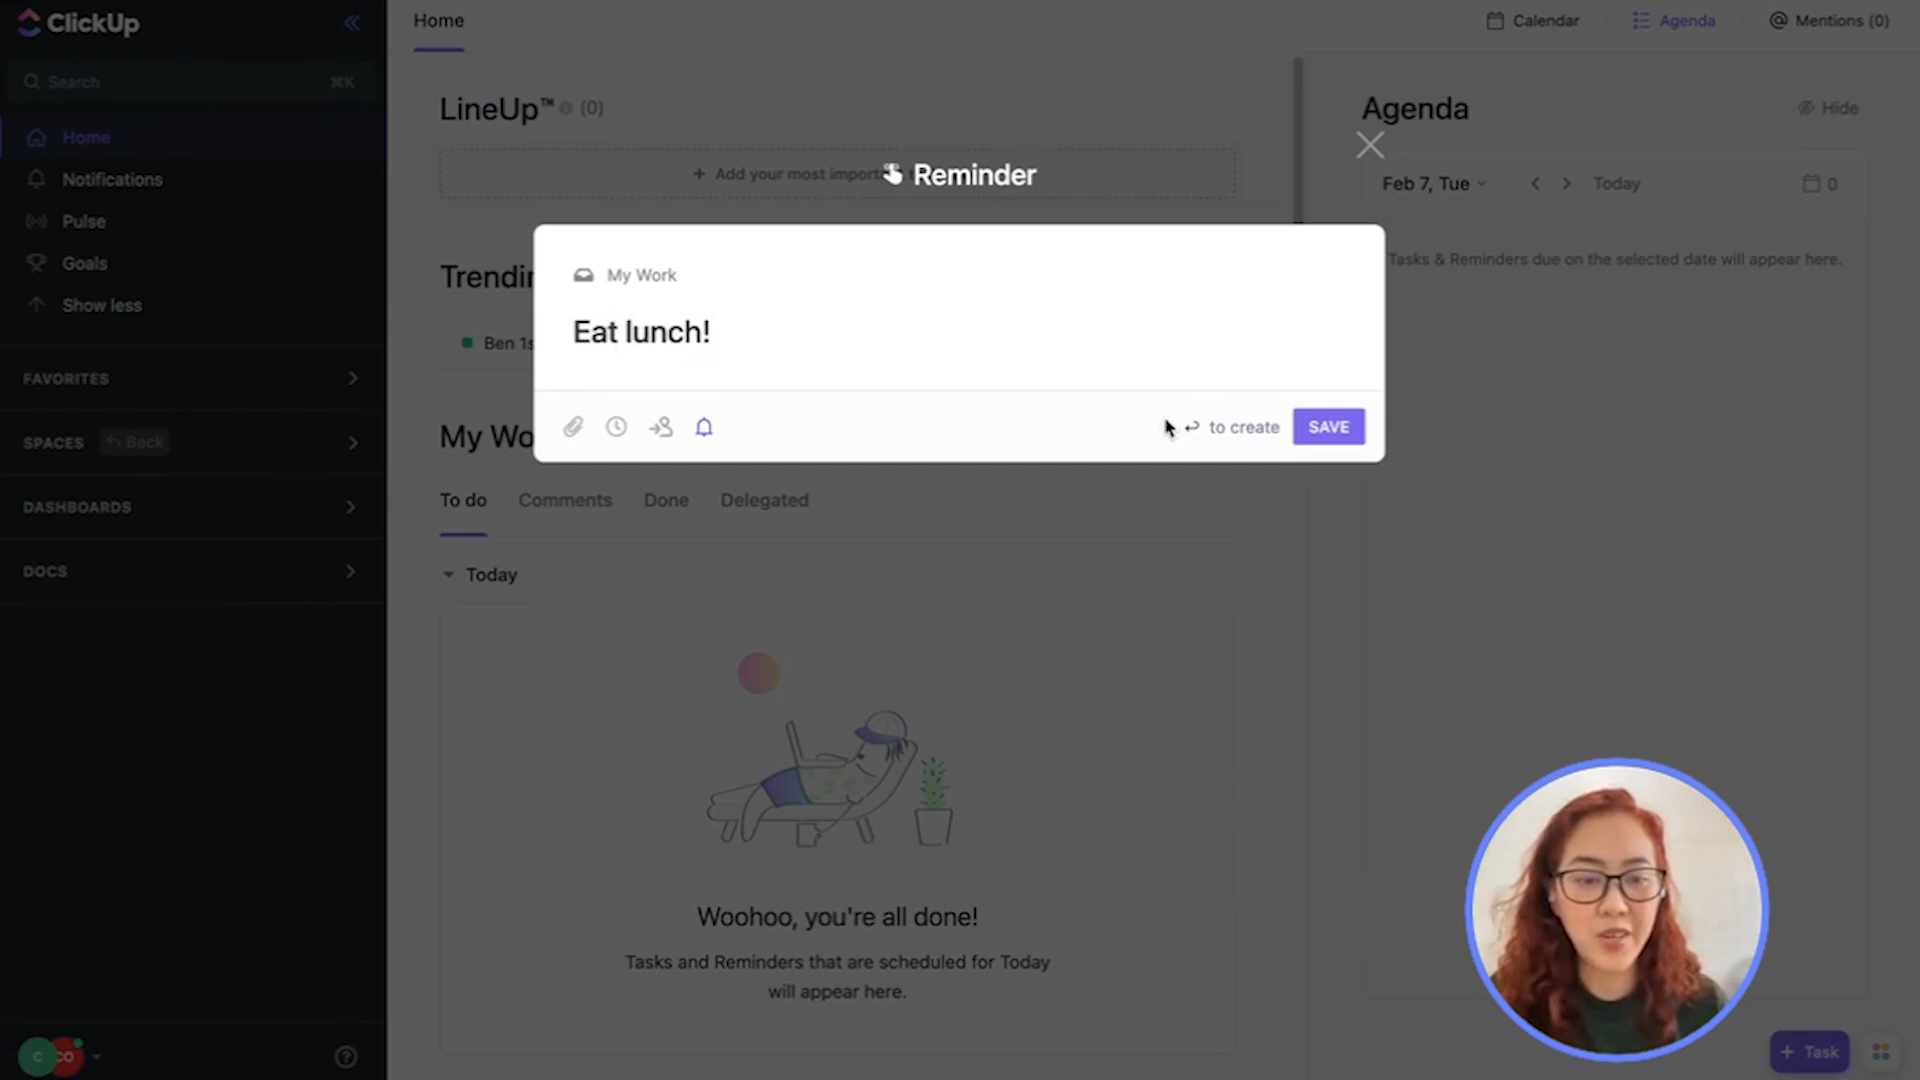 ClickUp
Search ⌘K
Home
Notifications
Pulse
Goals
Show less
FAVORITES
SPACES Back
DASHBOARDS
DOCS
C CO
Home
Calendar
Agenda
Mentions (0)
LineUp™ (0)
+ Add your most import
Reminder
Trendin
Ben 1s
My Work
Eat lunch!
to create
SAVE
My Wo
To do Comments Done Delegated
Today
Woohoo, you're all done!
Tasks and Reminders that are scheduled for Today
will appear here.
Agenda
Hide
Feb 7, Tue
Today
0
Tasks & Reminders due on the selected date will appear here.
+ Task